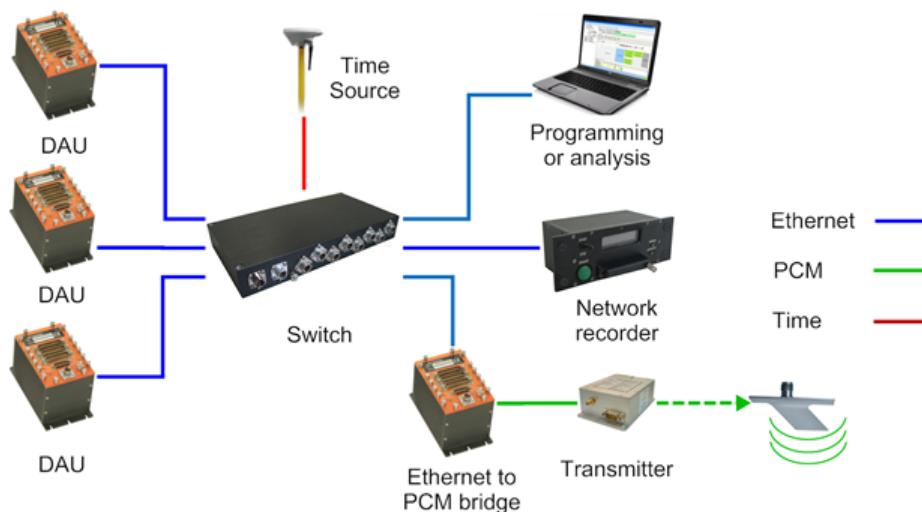 DAU
Time
Source
Programming
or analysis
DAU
Switch
Network
recorder
Ethernet
PCM
Time
DAU
Ethernet to
PCM bridge
Transmitter